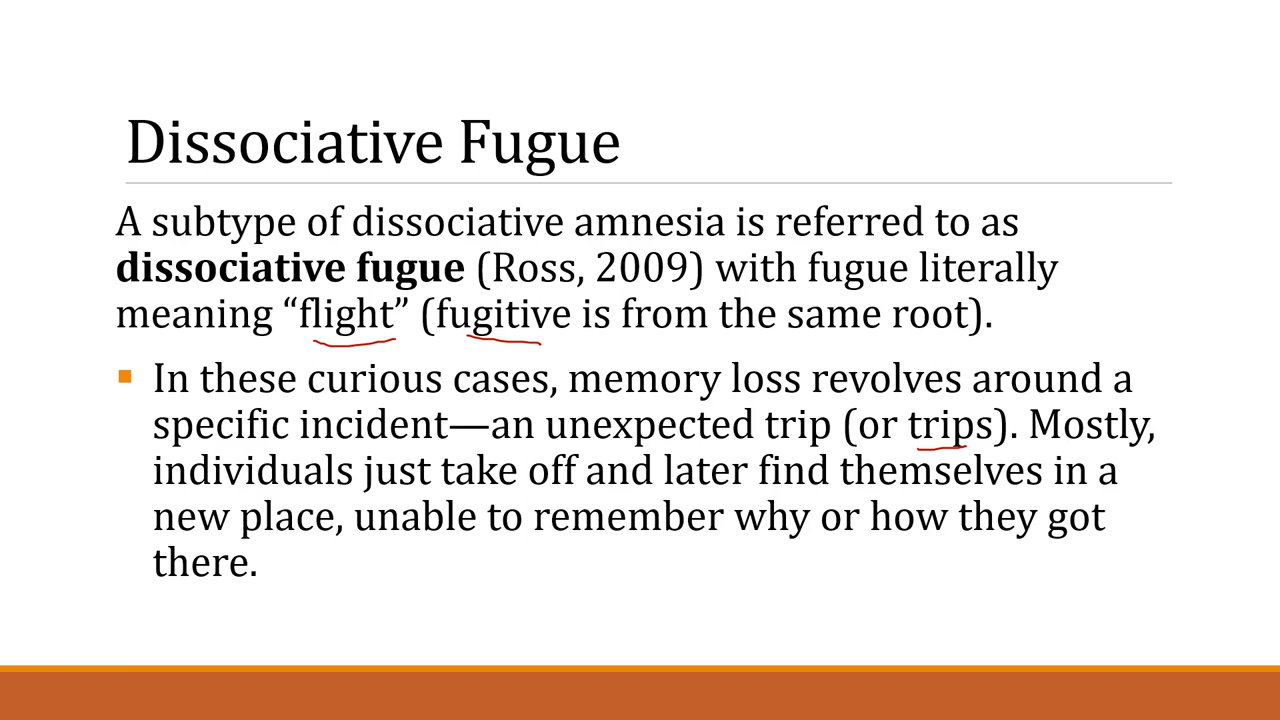 Dissociative Fugue
A subtype of dissociative amnesia is referred to as
dissociative fugue (Ross, 2009) with fugue literally
meaning “flight” (fugitive is from the same root).
In these curious cases, memory loss revolves around a
specific incident—an unexpected trip (or trips). Mostly,
individuals just take off and later find themselves in a
new place, unable to remember why or how they got
there.